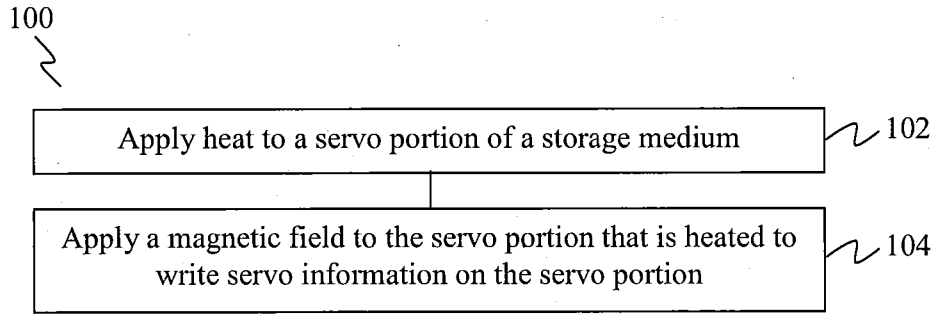 100
Apply heat to a servo portion of a storage medium
102
Apply a magnetic field to the servo portion that is heated to
write servo information on the servo portion
104